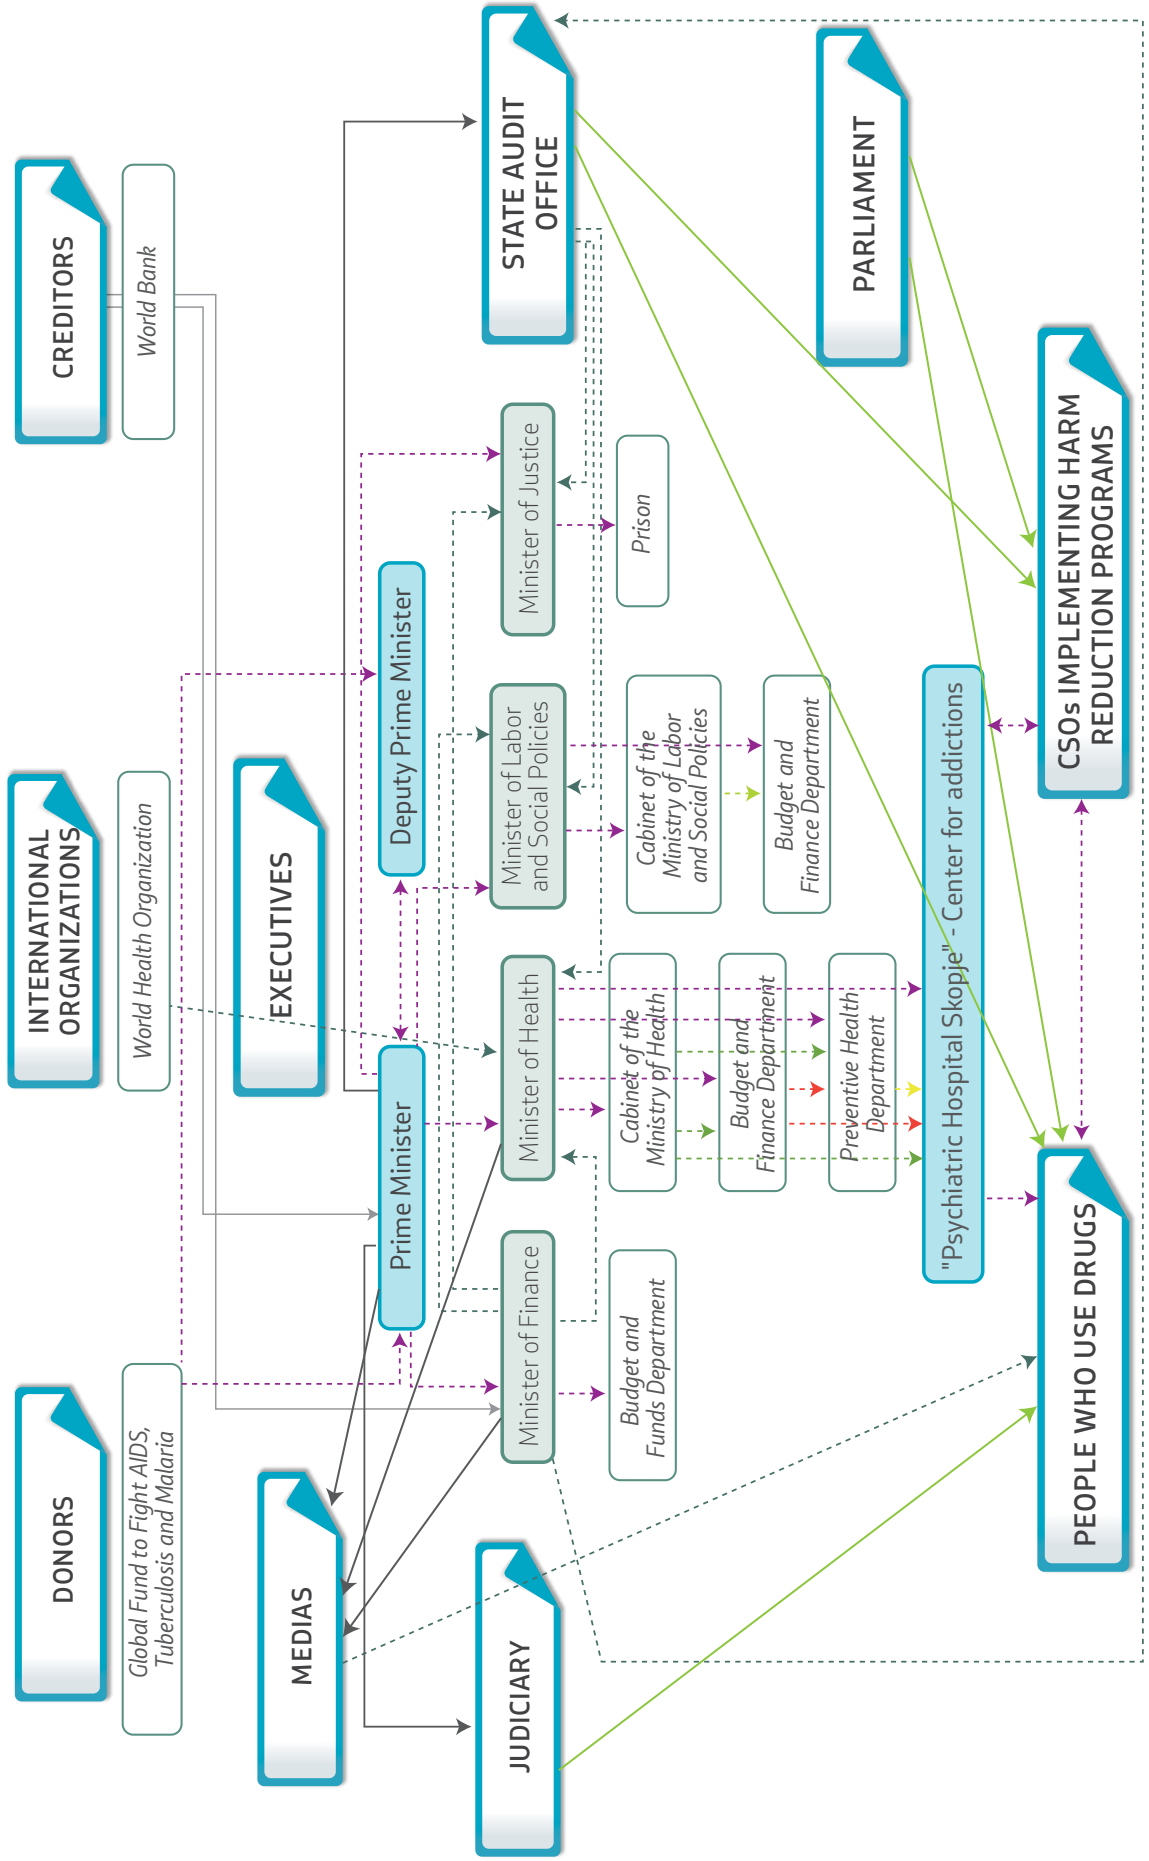 DONORS
Global Fund to Fight AIDS,
Tuberculosis and Malaria
INTERNATIONAL
ORGANIZATIONS
World Health Organization
CREDITORS
World Bank
MEDIAS
EXECUTIVES
Prime Minister
Deputy Prime Minister
JUDICIARY
Minister of Finance
Minister of Health
Minister of Labor
and Social Policies
Minister of Justice
STATE AUDIT
OFFICE
Budget and
Funds Department
Cabinet of the
Ministry of Health
Cabinet of the
Ministry of Labor
and Social Policies
Prison
Budget and
Finance Department
Budget and
Finance Department
Preventive Health
Department
PARLIAMENT
"Psychiatric Hospital Skopje" - Center for addictions
PEOPLE WHO USE DRUGS
CSOs IMPLEMENTING HARM
REDUCTION PROGRAMS